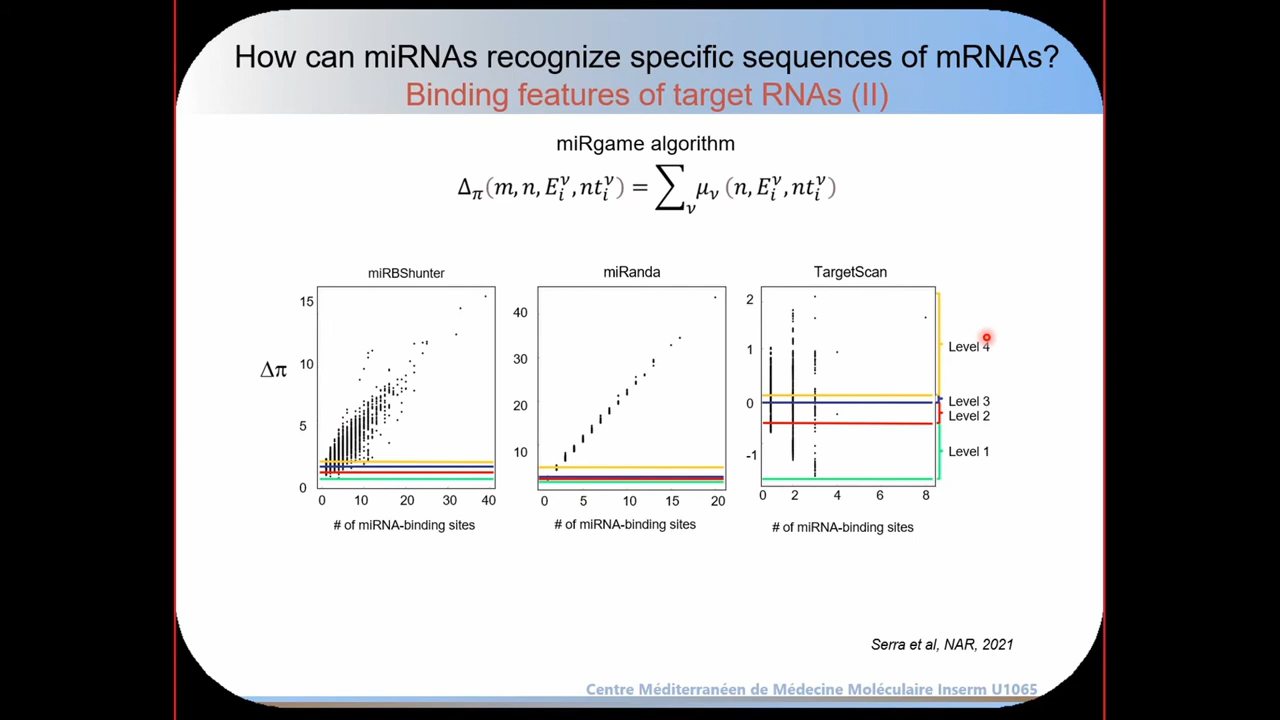 How can miRNAs recognize specific sequences of mRNAs?
Binding features of target RNAs (II)
miRgame algorithm
Δ_π(m, n, E_i^ν, nt_i^ν) = ∑_ν μ_ν (n, E_i^ν, nt_i^ν)
miRBShunter
miRanda
TargetScan
Δπ
15
10
5
0
0 10 20 30 40
# of miRNA-binding sites
40
30
20
10
0 5 10 15 20
# of miRNA-binding sites
2
1
0
-1
0 2 4 6 8
# of miRNA-binding sites
Level 4
Level 3
Level 2
Level 1
Serra et al, NAR, 2021
Centre Méditerranéen de Médecine Moléculaire Inserm U1065